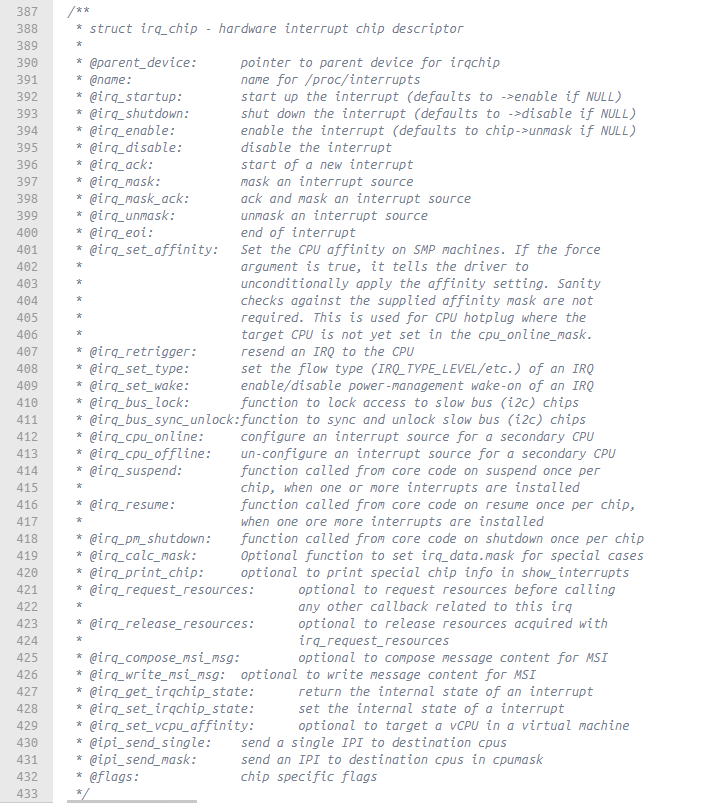 387 /**
388  * struct irq_chip - hardware interrupt chip descriptor
389  *
390  * @parent_device:      pointer to parent device for irqchip
391  * @name:               name for /proc/interrupts
392  * @irq_startup:        start up the interrupt (defaults to ->enable if NULL)
393  * @irq_shutdown:       shut down the interrupt (defaults to ->disable if NULL)
394  * @irq_enable:         enable the interrupt (defaults to chip->unmask if NULL)
395  * @irq_disable:        disable the interrupt
396  * @irq_ack:            start of a new interrupt
397  * @irq_mask:           mask an interrupt source
398  * @irq_mask_ack:       ack and mask an interrupt source
399  * @irq_unmask:         unmask an interrupt source
400  * @irq_eoi:            end of interrupt
401  * @irq_set_affinity:   Set the CPU affinity on SMP machines. If the force
402  *                      argument is true, it tells the driver to
403  *                      unconditionally apply the affinity setting. Sanity
404  *                      checks against the supplied affinity mask are not
405  *                      required. This is used for CPU hotplug where the
406  *                      target CPU is not yet set in the cpu_online_mask.
407  * @irq_retrigger:      resend an IRQ to the CPU
408  * @irq_set_type:       set the flow type (IRQ_TYPE_LEVEL/etc.) of an IRQ
409  * @irq_set_wake:       enable/disable power-management wake-on of an IRQ
410  * @irq_bus_lock:       function to lock access to slow bus (i2c) chips
411  * @irq_bus_sync_unlock:function to sync and unlock slow bus (i2c) chips
412  * @irq_cpu_online:     configure an interrupt source for a secondary CPU
413  * @irq_cpu_offline:    un-configure an interrupt source for a secondary CPU
414  * @irq_suspend:        function called from core code on suspend once per
415  *                      chip, when one or more interrupts are installed
416  * @irq_resume:         function called from core code on resume once per chip,
417  *                      when one ore more interrupts are installed
418  * @irq_pm_shutdown:    function called from core code on shutdown once per chip
419  * @irq_calc_mask:      Optional function to set irq_data.mask for special cases
420  * @irq_print_chip:     optional to print special chip info in show_interrupts
421  * @irq_request_resources:      optional to request resources before calling
422  *                              any other callback related to this irq
423  * @irq_release_resources:      optional to release resources acquired with
424  *                              irq_request_resources
425  * @irq_compose_msi_msg:        optional to compose message content for MSI
426  * @irq_write_msi_msg:  optional to write message content for MSI
427  * @irq_get_irqchip_state:      return the internal state of an interrupt
428  * @irq_set_irqchip_state:      set the internal state of a interrupt
429  * @irq_set_vcpu_affinity:      optional to target a vCPU in a virtual machine
430  * @ipi_send_single:    send a single IPI to destination cpus
431  * @ipi_send_mask:      send an IPI to destination cpus in cpumask
432  * @flags:              chip specific flags
433  */